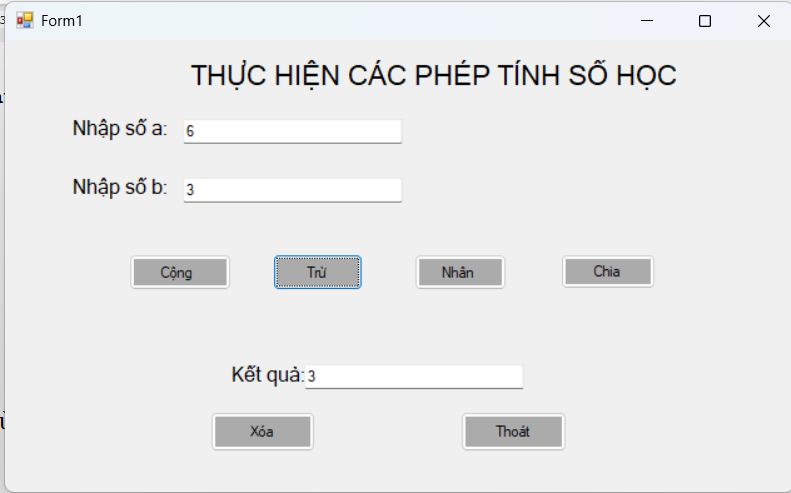 Form1
THỰC HIỆN CÁC PHÉP TÍNH SỐ HỌC
Nhập số a: 6
Nhập số b: 3
Cộng Trừ Nhân Chia
Kết quả: 3
Xóa Thoát